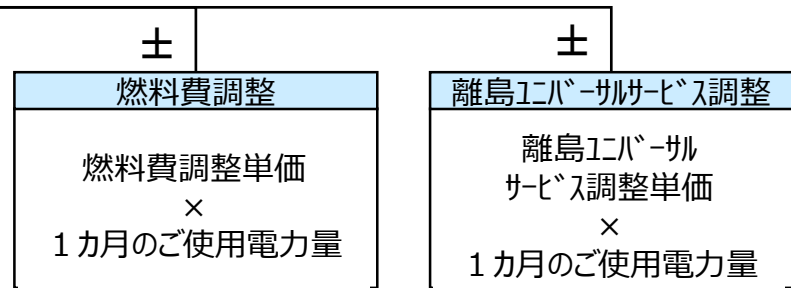 ±
燃料費調整
燃料費調整単価
×
１カ月のご使用電力量
±
離島ﾕﾆﾊﾞｰｻﾙｻｰﾋﾞｽ調整
離島ﾕﾆﾊﾞｰｻﾙ
ｻｰﾋﾞｽ調整単価
×
１カ月のご使用電力量